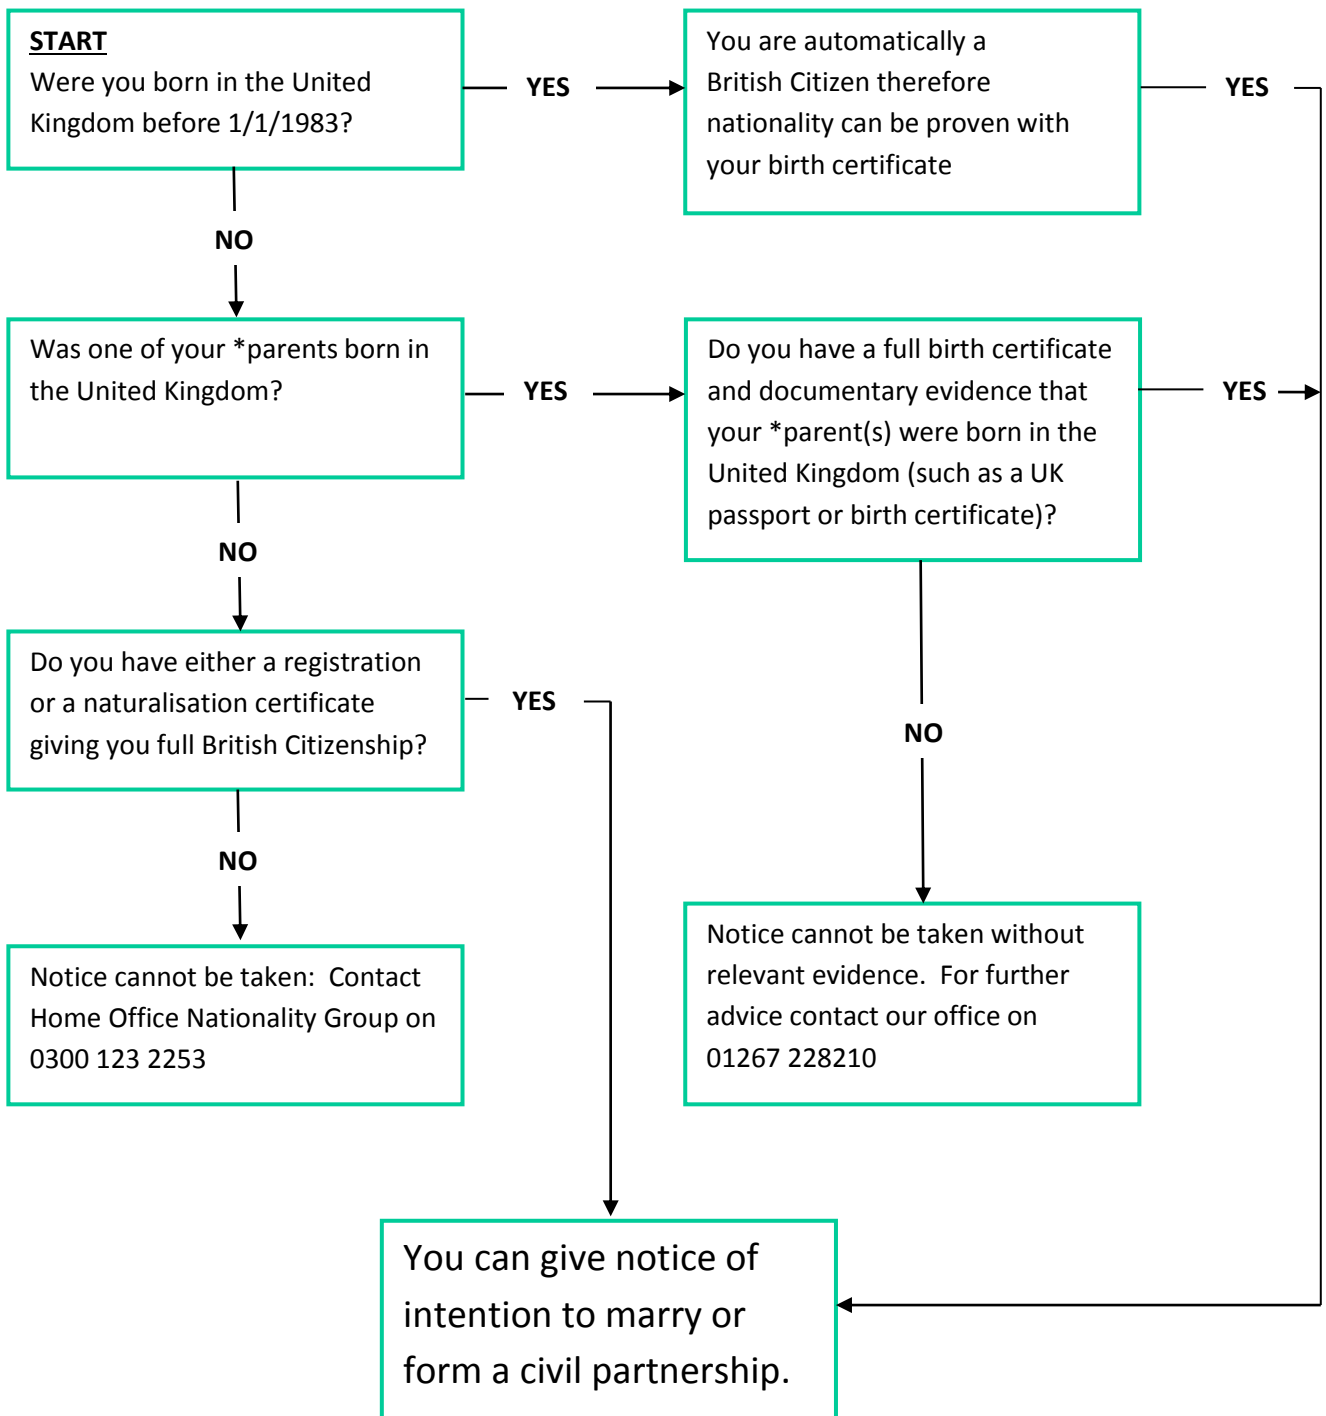 START
Were you born in the United
Kingdom before 1/1/1983?
YES
You are automatically a
British Citizen therefore
nationality can be proven with
your birth certificate
YES
NO
Was one of your *parents born in
the United Kingdom?
YES
Do you have a full birth certificate
and documentary evidence that
your *parent(s) were born in the
United Kingdom (such as a UK
passport or birth certificate)?
YES
NO
Do you have either a registration
or a naturalisation certificate
giving you full British Citizenship?
YES
NO
NO
Notice cannot be taken:  Contact
Home Office Nationality Group on
0300 123 2253
Notice cannot be taken without
relevant evidence.  For further
advice contact our office on
01267 228210
You can give notice of
intention to marry or
form a civil partnership.